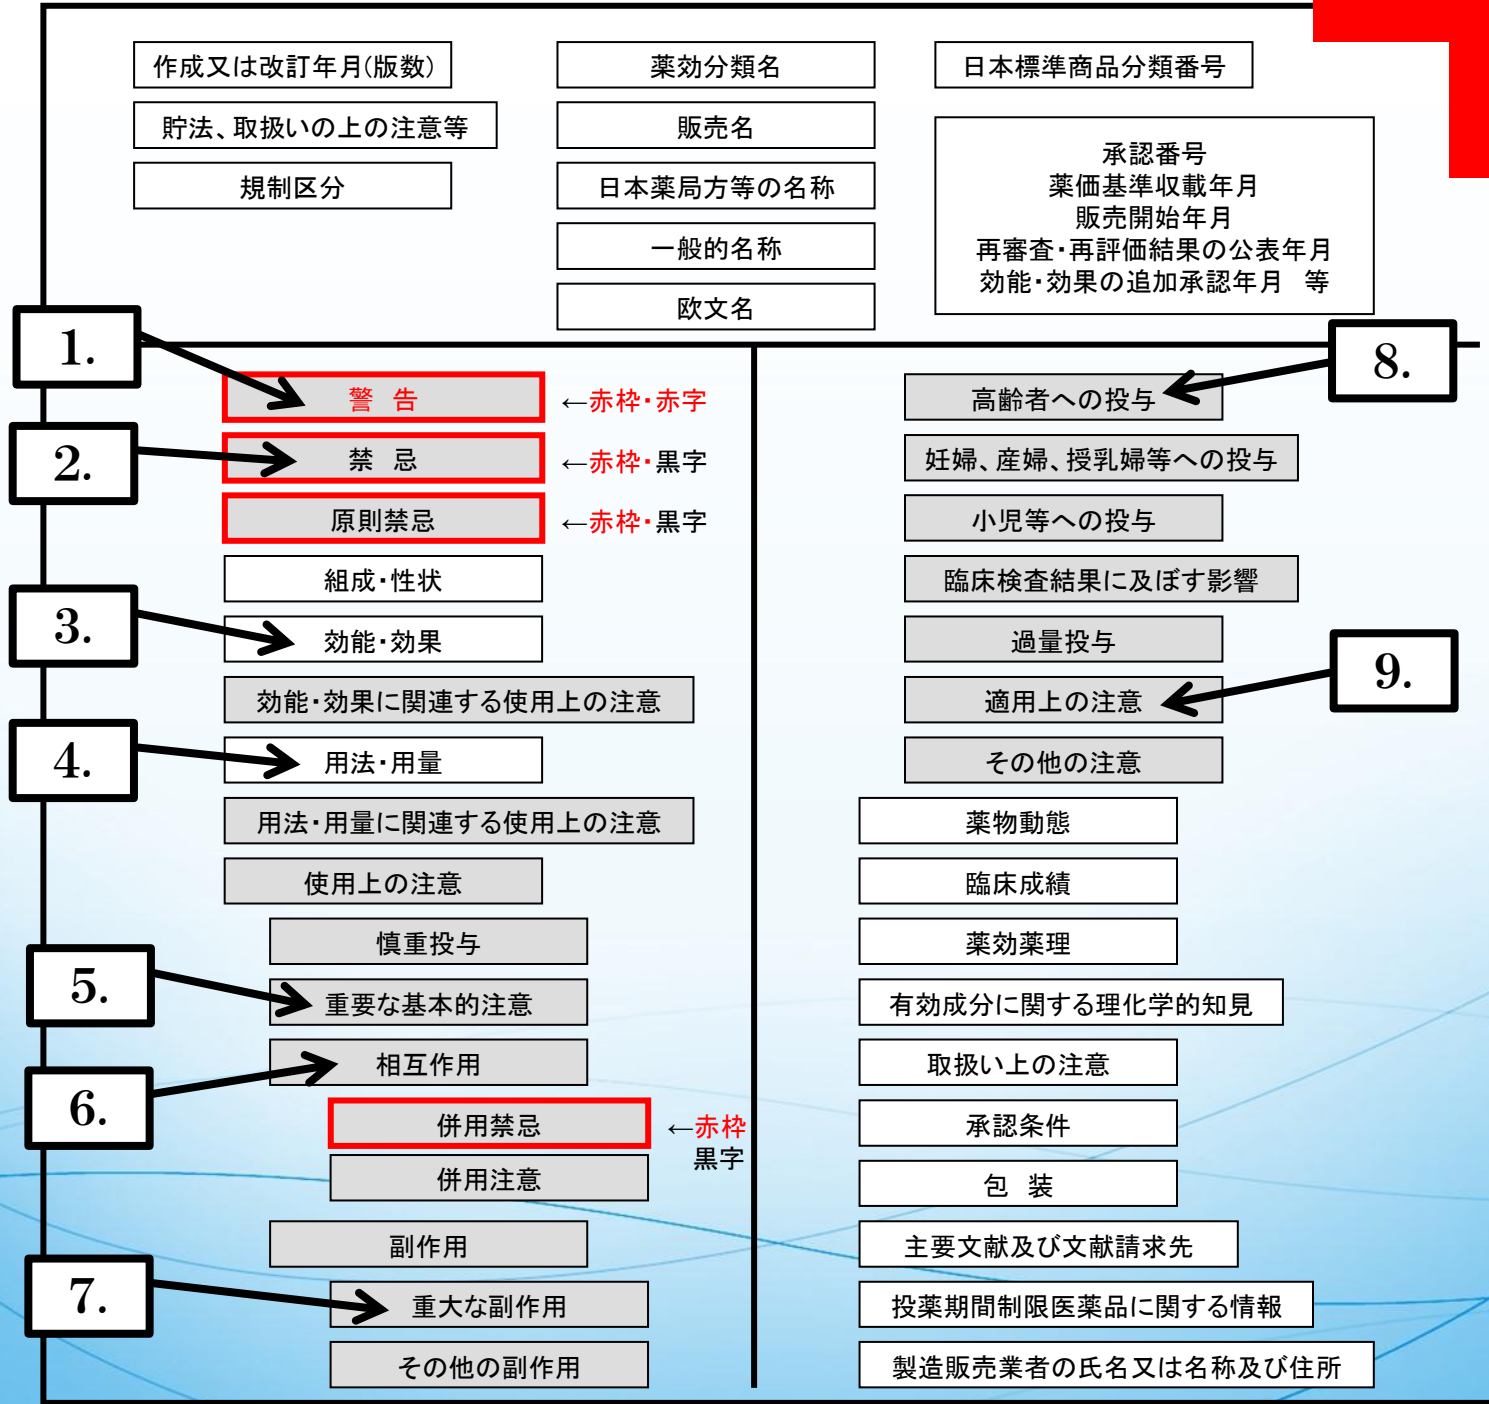 作成又は改訂年月(版数)
貯法、取扱いの上の注意等
規制区分
薬効分類名
販売名
日本薬局方等の名称
一般的名称
欧文名
日本標準商品分類番号
承認番号
薬価基準収載年月
販売開始年月
再審査・再評価結果の公表年月
効能・効果の追加承認年月 等
1.
警 告
←赤枠・赤字
2.
禁 忌
←赤枠・黒字
原則禁忌
←赤枠・黒字
組成・性状
3.
効能・効果
効能・効果に関連する使用上の注意
4.
用法・用量
用法・用量に関連する使用上の注意
使用上の注意
慎重投与
5.
重要な基本的注意
相互作用
6.
併用禁忌
←赤枠
黒字
併用注意
副作用
7.
重大な副作用
その他の副作用
8.
高齢者への投与
妊婦、産婦、授乳婦等への投与
小児等への投与
臨床検査結果に及ぼす影響
過量投与
9.
適用上の注意
その他の注意
薬物動態
臨床成績
薬効薬理
有効成分に関する理化学的知見
取扱い上の注意
承認条件
包 装
主要文献及び文献請求先
投薬期間制限医薬品に関する情報
製造販売業者の氏名又は名称及び住所